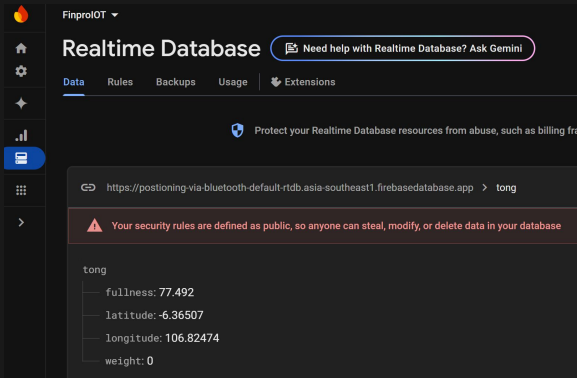 FinproIOT
Realtime Database
Need help with Realtime Database? Ask Gemini
Data Rules Backups Usage Extensions
Protect your Realtime Database resources from abuse, such as billing
https://postioning-via-bluetooth-default-rtdb.asia-southeast1.firebasedatabase.app > tong
Your security rules are defined as public, so anyone can steal, modify, or delete data in your database
tong
fullness: 77.492
latitude: -6.36507
longitude: 106.82474
weight: 0